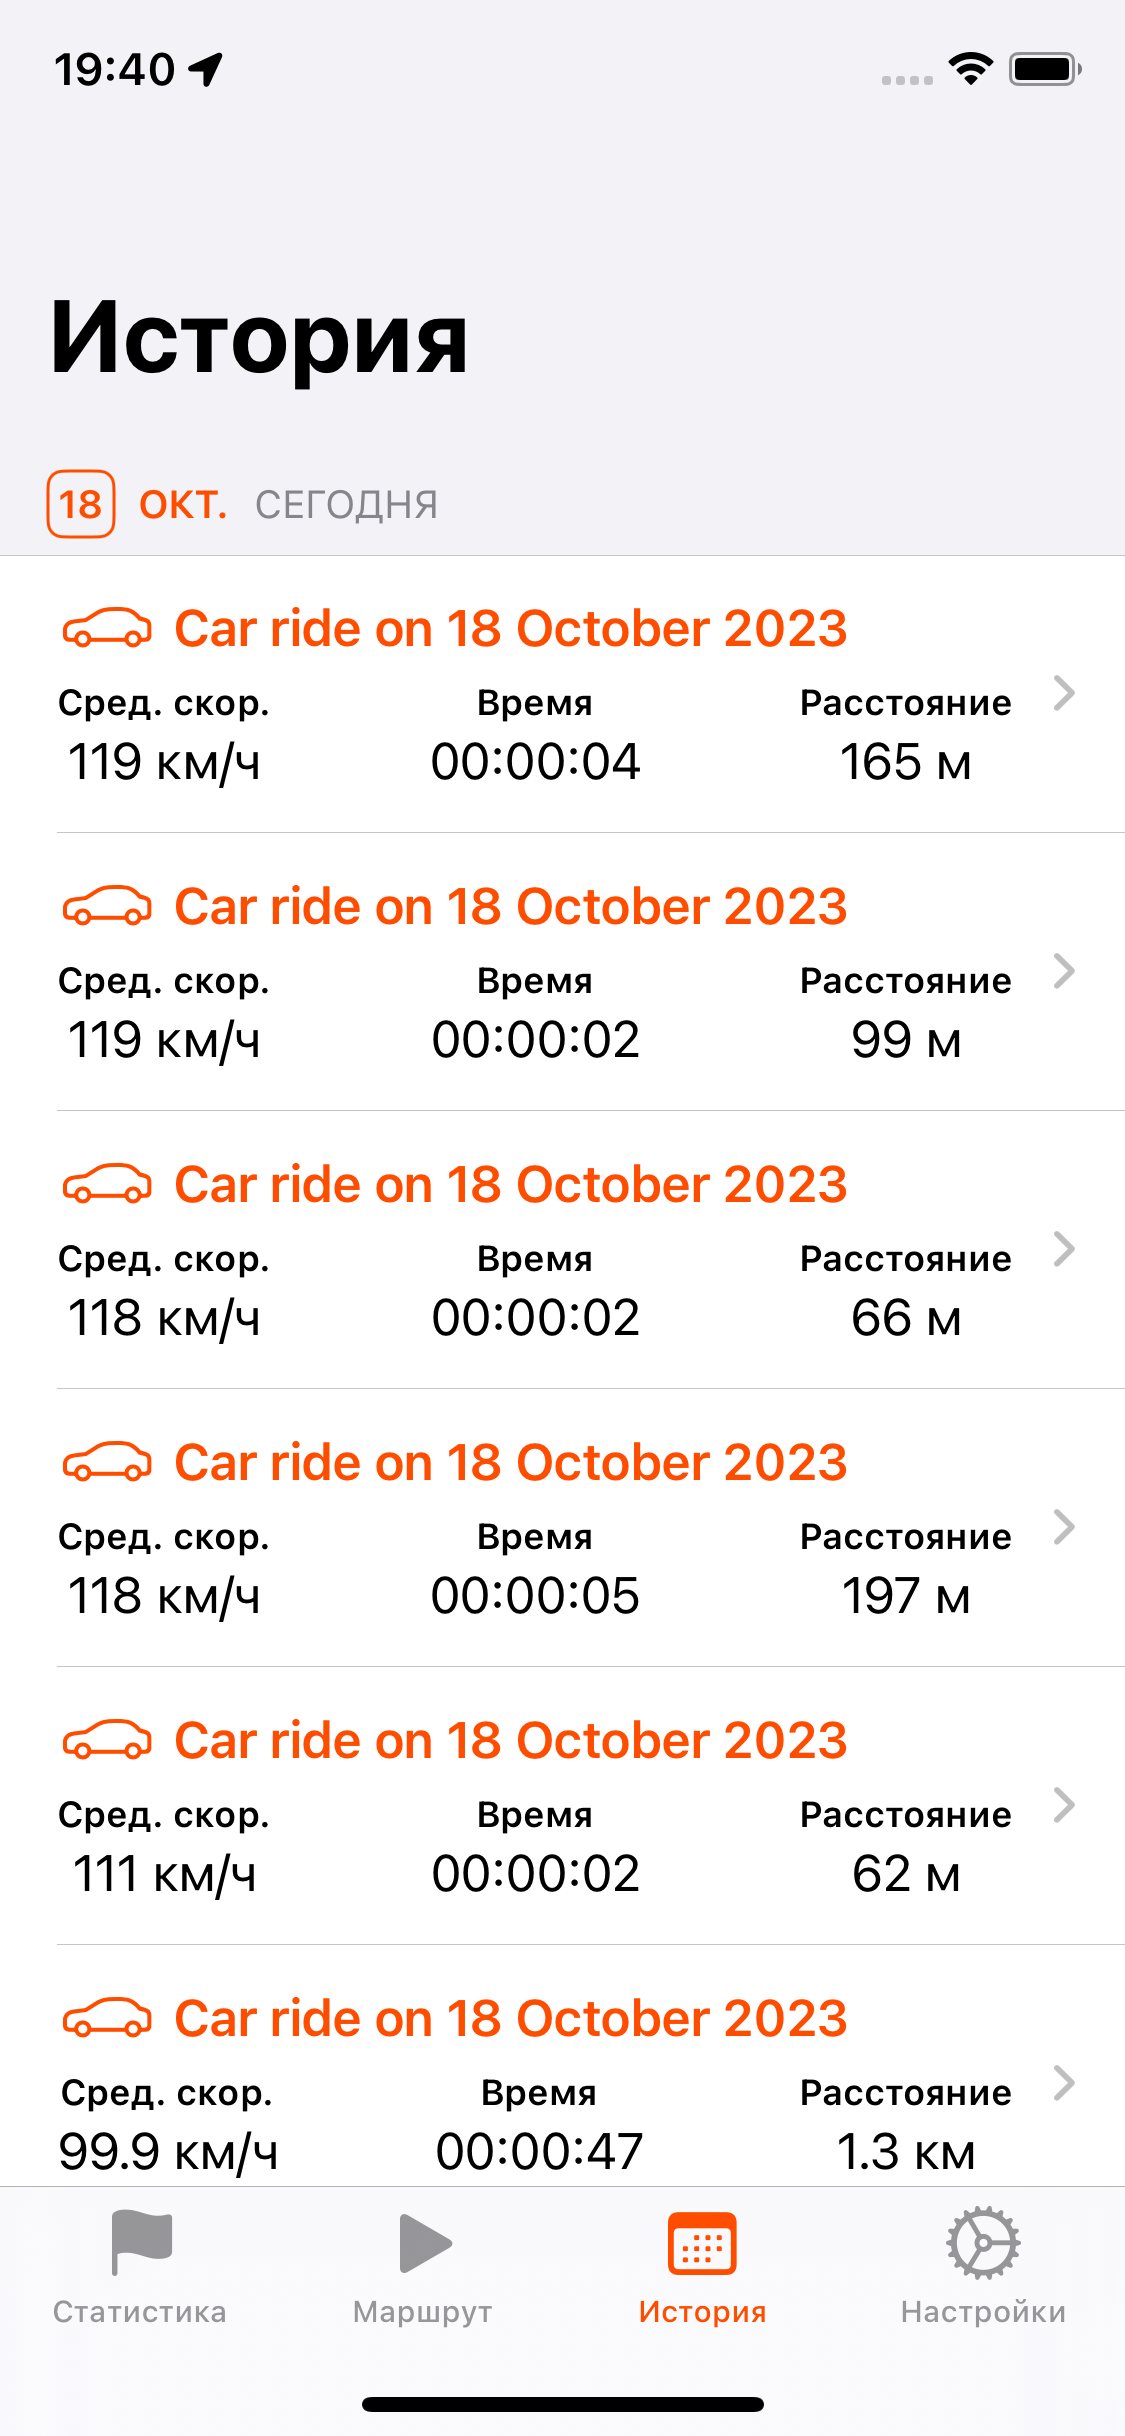 19:40
История
18 ОКТ. СЕГОДНЯ
Car ride on 18 October 2023
Сред. скор. Время Расстояние
119 км/ч 00:00:04 165 м
Car ride on 18 October 2023
Сред. скор. Время Расстояние
119 км/ч 00:00:02 99 м
Car ride on 18 October 2023
Сред. скор. Время Расстояние
118 км/ч 00:00:02 66 м
Car ride on 18 October 2023
Сред. скор. Время Расстояние
118 км/ч 00:00:05 197 м
Car ride on 18 October 2023
Сред. скор. Время Расстояние
111 км/ч 00:00:02 62 м
Car ride on 18 October 2023
Сред. скор. Время Расстояние
99.9 км/ч 00:00:47 1.3 км
Статистика Маршрут История Настройки